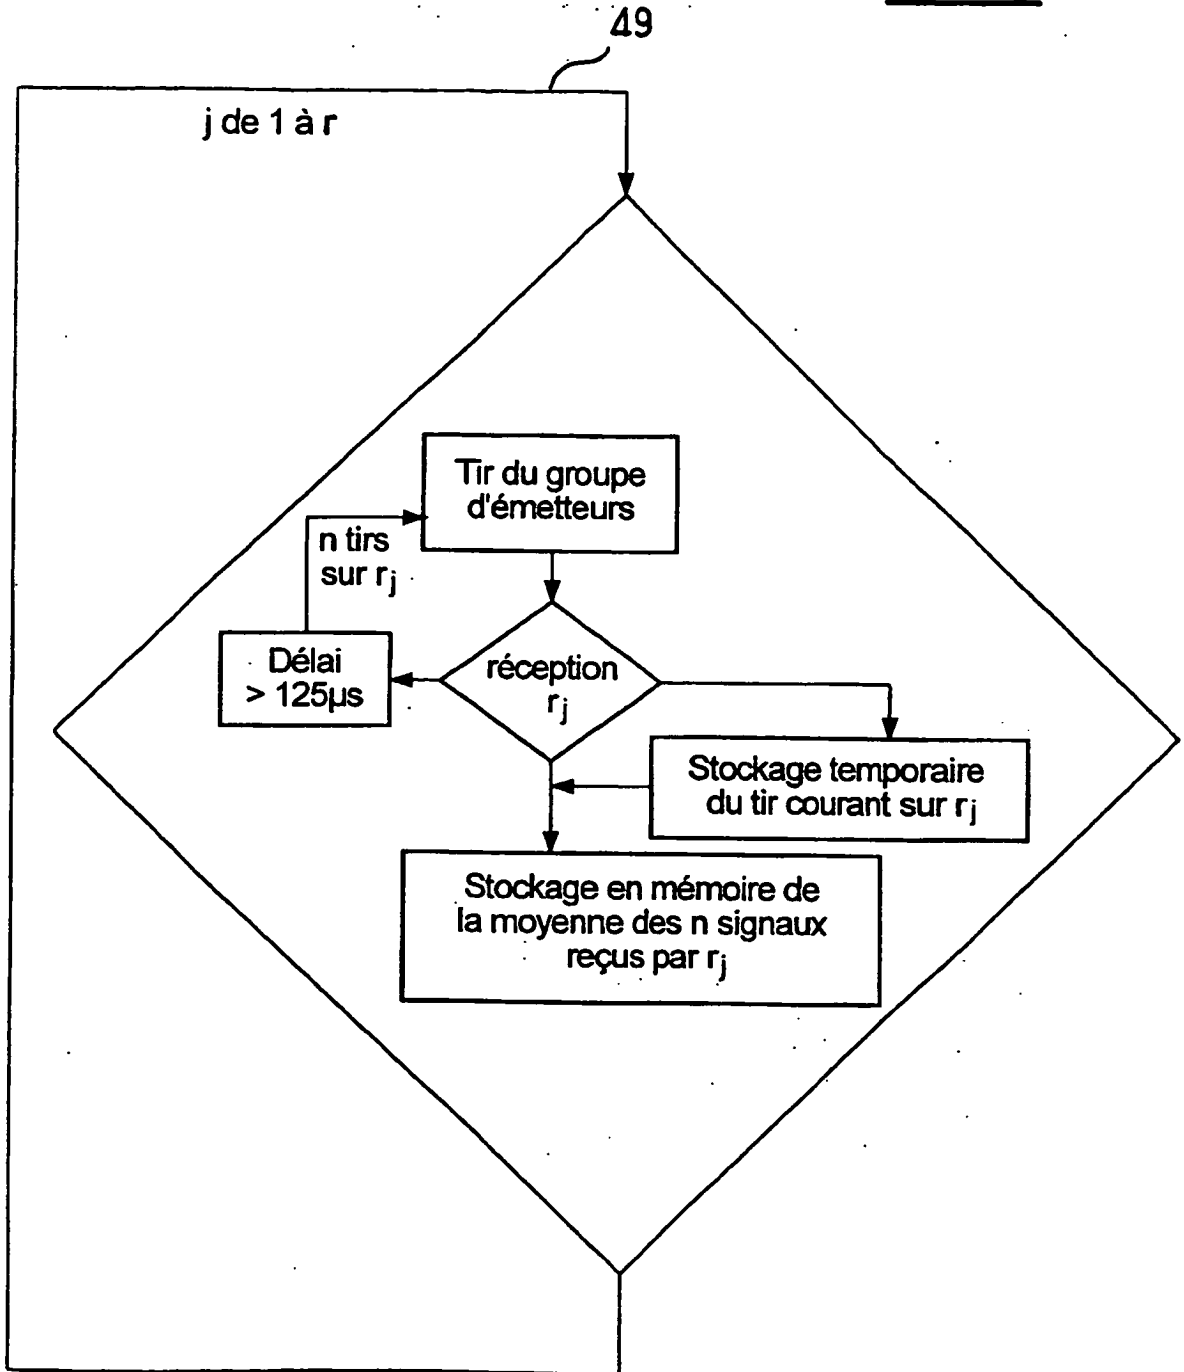 49
j de 1 à r
Tir du groupe
d'émetteurs
n tirs
sur rj
Délai
> 125µs
réception
rj
Stockage temporaire
du tir courant sur rj
Stockage en mémoire de
la moyenne des n signaux
reçus par rj